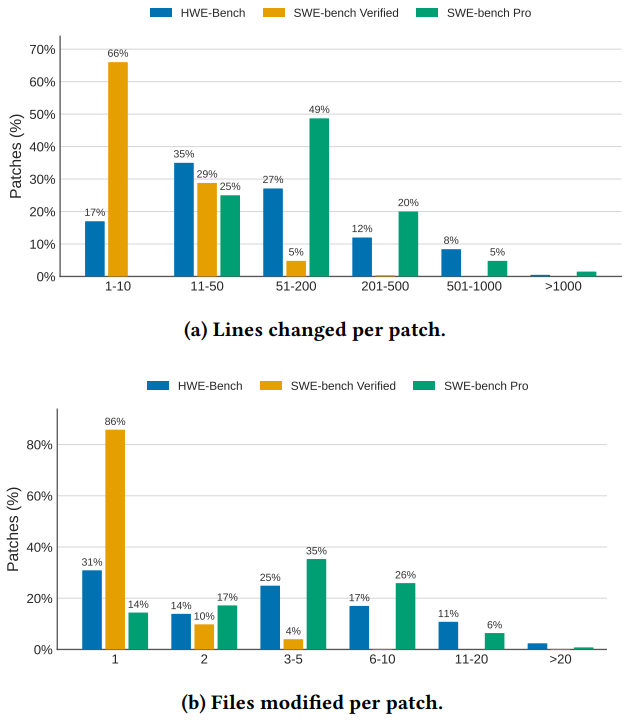 HWE-Bench SWE-bench Verified SWE-bench Pro
70%
60%
50%
40%
30%
20%
10%
0%
Patches (%)
17% 66%
35% 29% 25%
27% 5% 49%
12% 20%
8% 5%
1-10 11-50 51-200 201-500 501-1000 >1000
(a) Lines changed per patch.
HWE-Bench SWE-bench Verified SWE-bench Pro
80%
60%
40%
20%
0%
Patches (%)
31% 86% 14%
14% 10% 17%
25% 4% 35%
17% 26%
11% 6%
1 2 3-5 6-10 11-20 >20
(b) Files modified per patch.